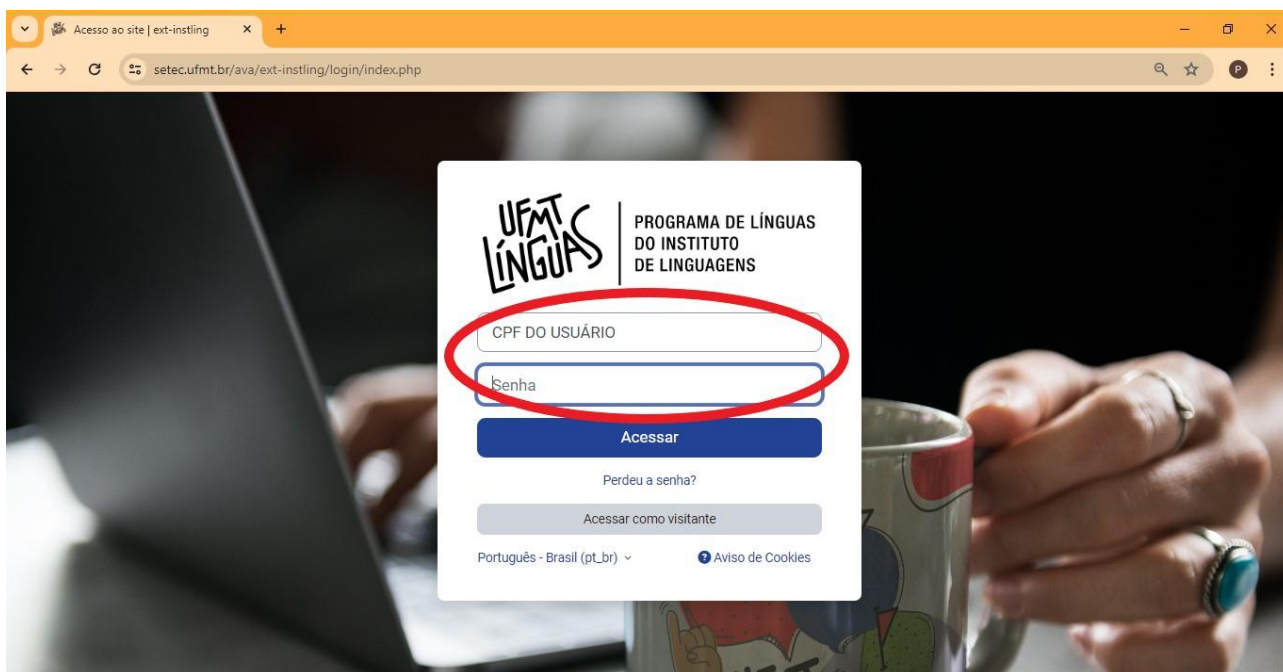 Acesso ao site | ext-instling
setec.ufmt.br/ava/ext-instling/login/index.php
P
UFMT
LÍNGUAS
PROGRAMA DE LÍNGUAS
DO INSTITUTO
DE LINGUAGENS
CPF DO USUÁRIO
Senha
Acessar
Perdeu a senha?
Acessar como visitante
Português - Brasil (pt_br)
Aviso de Cookies